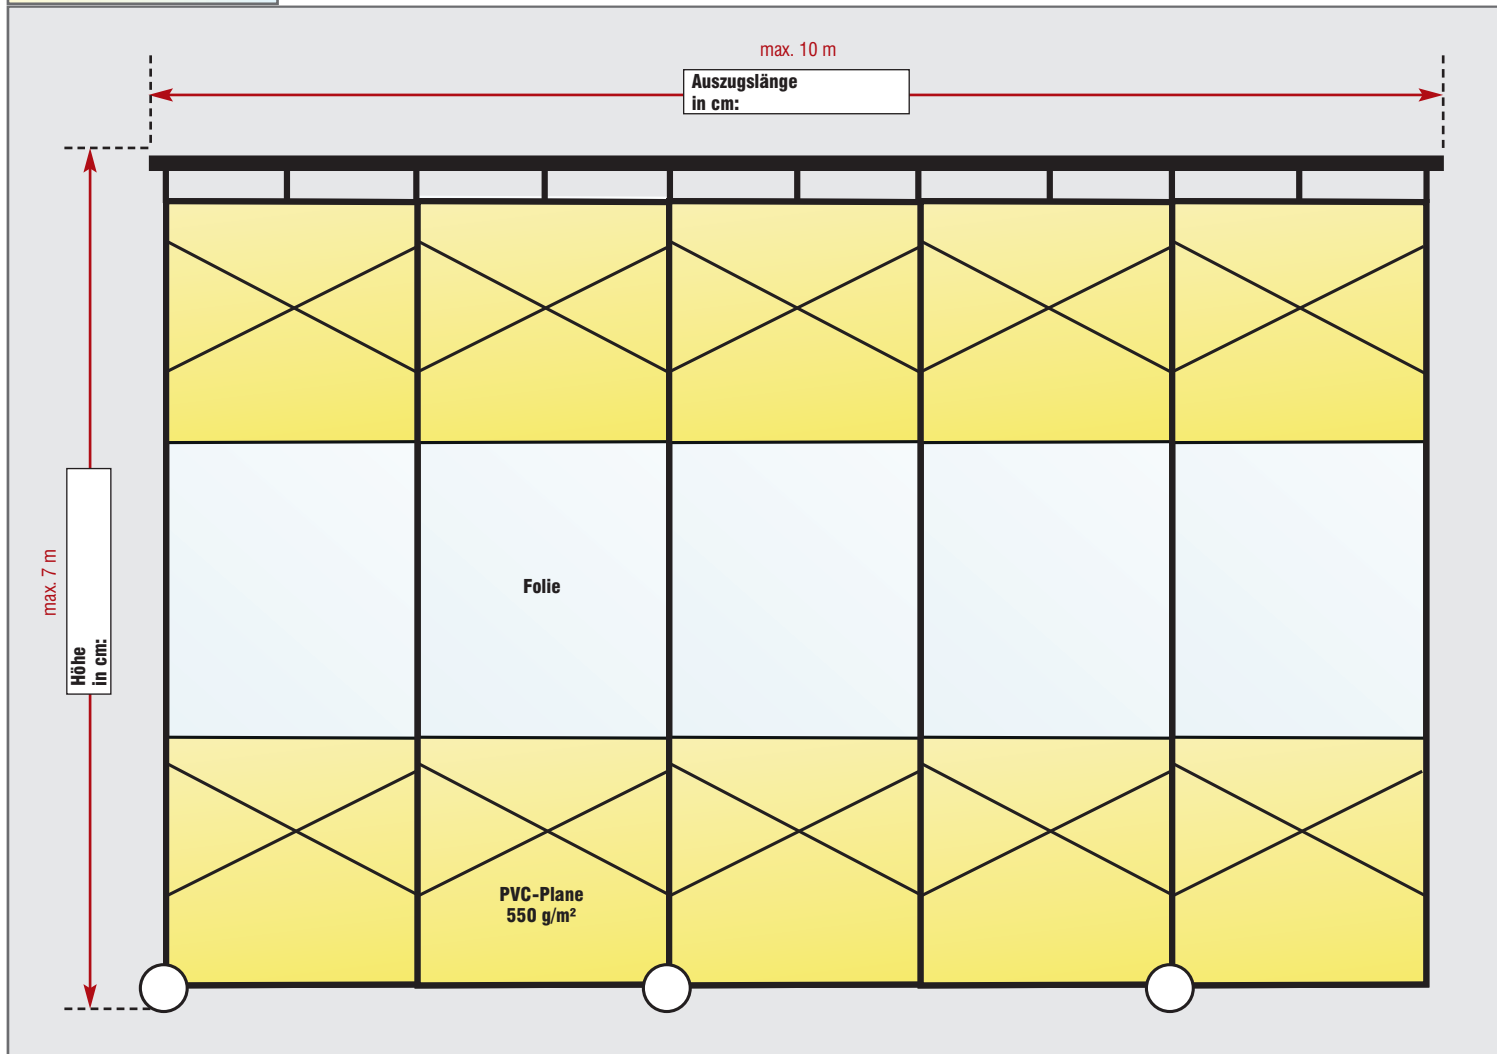 max. 10 m
Auszugslänge
in cm:
max. 7 m
Höhe
in cm:
Folie
PVC-Plane
550 g/m²